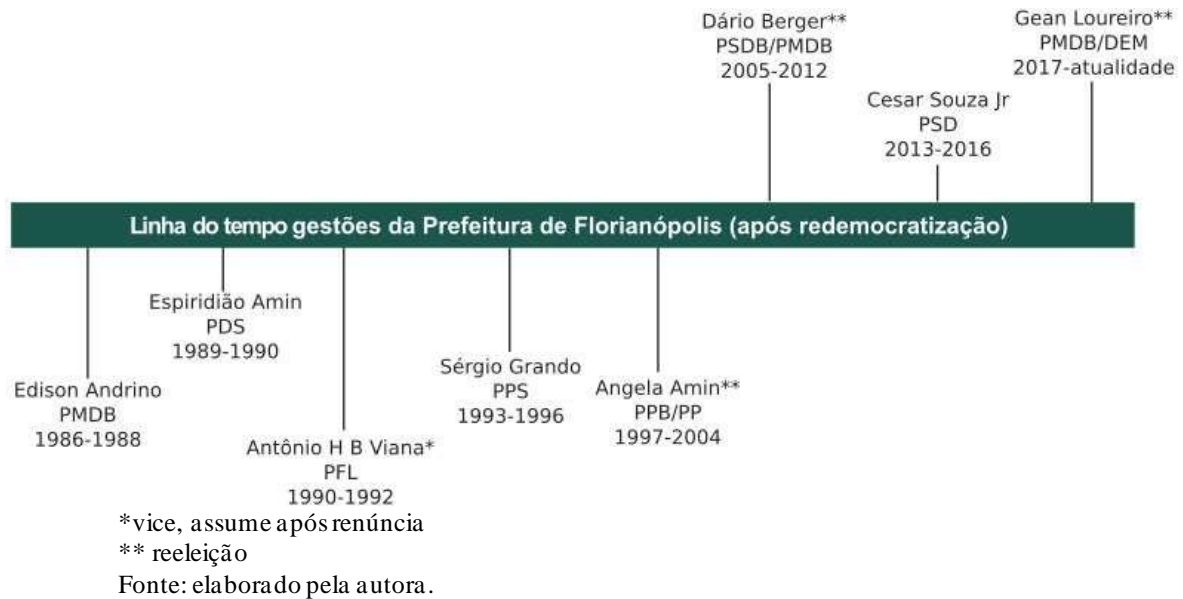 Dário Berger**
PSDB/PMDB
2005-2012
Cesar Souza Jr
PSD
2013-2016
Gean Loureiro**
PMDB/DEM
2017-atualidade
Linha do tempo gestões da Prefeitura de Florianópolis (após redemocratização)
Edison Andrino
PMDB
1986-1988
Espiridião Amin
PDS
1989-1990
Antônio H B Viana*
PFL
1990-1992
Sérgio Grando
PPS
1993-1996
Angela Amin**
PPB/PP
1997-2004
*vice, assume após renúncia
** reeleição
Fonte: elaborado pela autora.